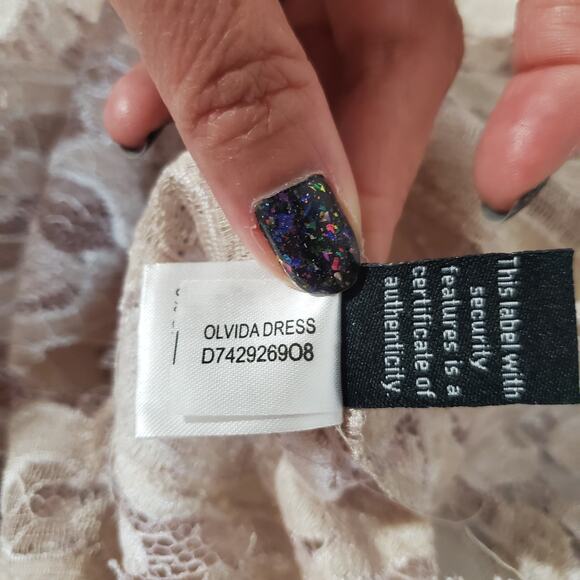 OLVIDA DRESS
D742926908
This label with
security
features is a
certificate of
authenticity.